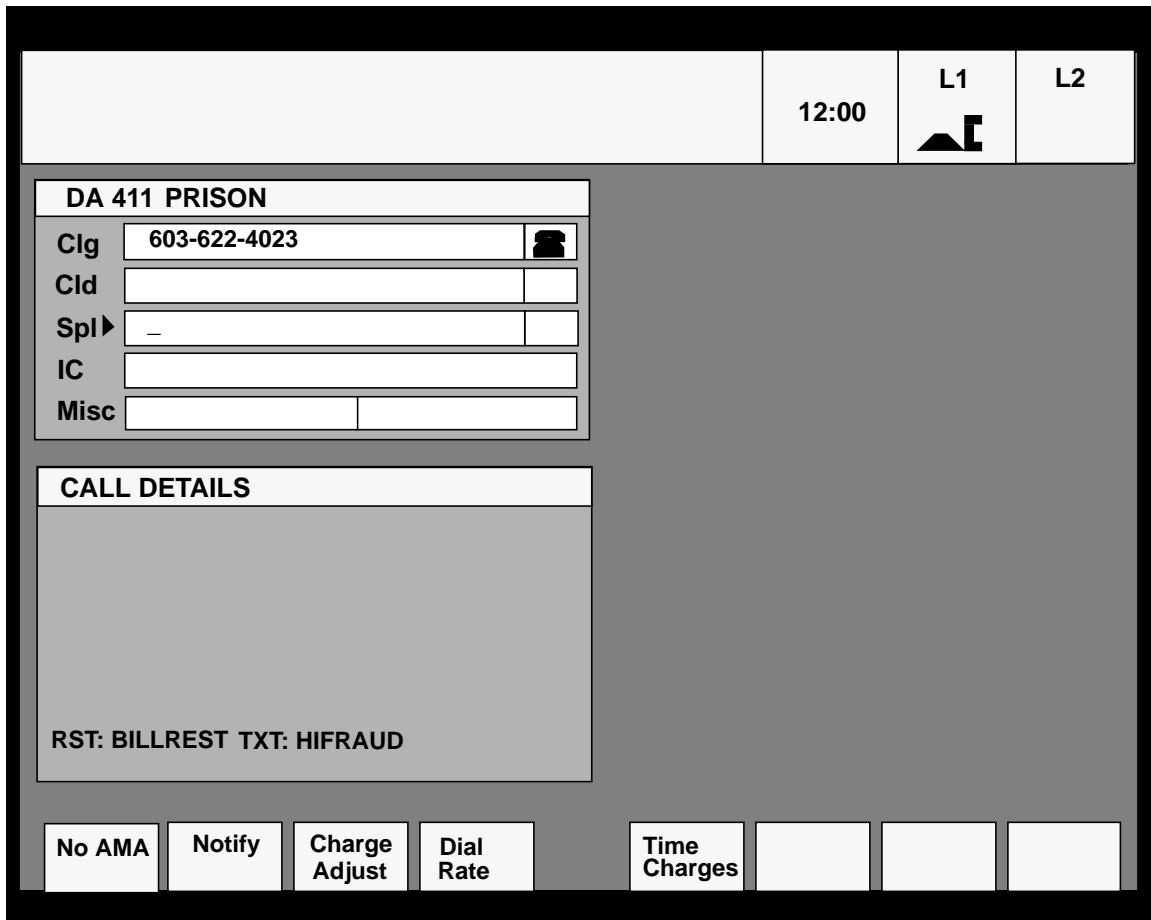 12:00
L1
L2
DA 411 PRISON
Clg 603-622-4023
Cld
Spl _
IC
Misc
CALL DETAILS
RST: BILLREST TXT: HIFRAUD
No AMA
Notify
Charge
Adjust
Dial
Rate
Time
Charges